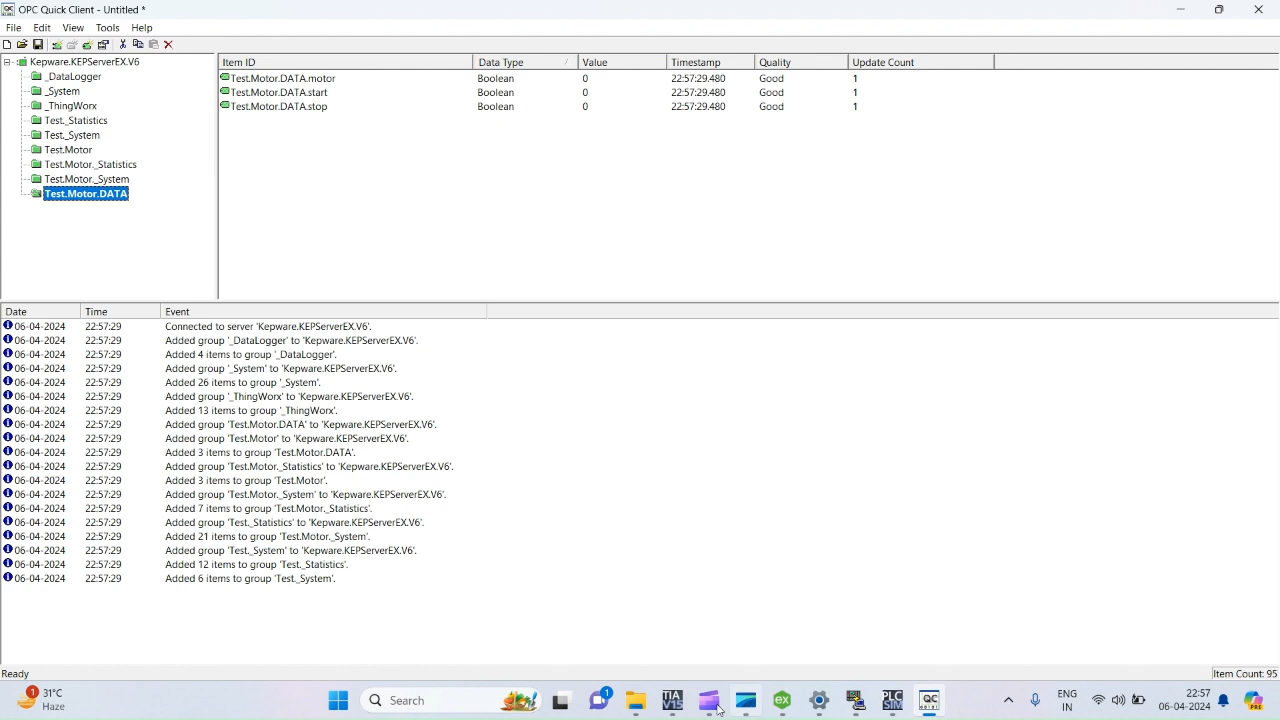 OPC Quick Client - Untitled *
File Edit View Tools Help
Kepware.KEPServerEX.V6
_DataLogger
_System
_ThingWorx
Test._Statistics
Test._System
Test.Motor
Test.Motor._Statistics
Test.Motor._System
Test.Motor.DATA
Item ID Data Type / Value Timestamp Quality Update Count
Test.Motor.DATA.motor Boolean 0 22:57:29.480 Good 1
Test.Motor.DATA.start Boolean 0 22:57:29.480 Good 1
Test.Motor.DATA.stop Boolean 0 22:57:29.480 Good 1
Date Time Event
06-04-2024 22:57:29 Connected to server 'Kepware.KEPServerEX.V6'.
06-04-2024 22:57:29 Added group '_DataLogger' to 'Kepware.KEPServerEX.V6'.
06-04-2024 22:57:29 Added 4 items to group '_DataLogger'.
06-04-2024 22:57:29 Added group '_System' to 'Kepware.KEPServerEX.V6'.
06-04-2024 22:57:29 Added 26 items to group '_System'.
06-04-2024 22:57:29 Added group '_ThingWorx' to 'Kepware.KEPServerEX.V6'.
06-04-2024 22:57:29 Added 13 items to group '_ThingWorx'.
06-04-2024 22:57:29 Added group 'Test.Motor.DATA' to 'Kepware.KEPServerEX.V6'.
06-04-2024 22:57:29 Added group 'Test.Motor' to 'Kepware.KEPServerEX.V6'.
06-04-2024 22:57:29 Added 3 items to group 'Test.Motor.DATA'.
06-04-2024 22:57:29 Added group 'Test.Motor._Statistics' to 'Kepware.KEPServerEX.V6'.
06-04-2024 22:57:29 Added 3 items to group 'Test.Motor'.
06-04-2024 22:57:29 Added group 'Test.Motor._System' to 'Kepware.KEPServerEX.V6'.
06-04-2024 22:57:29 Added 7 items to group 'Test.Motor._Statistics'.
06-04-2024 22:57:29 Added group 'Test._Statistics' to 'Kepware.KEPServerEX.V6'.
06-04-2024 22:57:29 Added 21 items to group 'Test.Motor._System'.
06-04-2024 22:57:29 Added group 'Test._System' to 'Kepware.KEPServerEX.V6'.
06-04-2024 22:57:29 Added 12 items to group 'Test._Statistics'.
06-04-2024 22:57:29 Added 6 items to group 'Test._System'.
Ready Item Count: 95
1 31°C
Haze
Search
1
TIA V15
ex
PLC SIM
QC
ENG
IN
22:57
06-04-2024
PRE